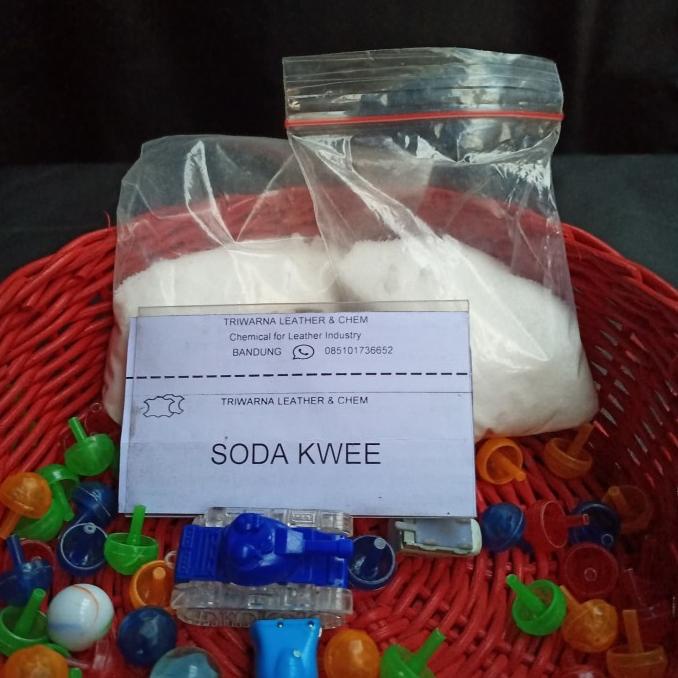 TRIWARNA LEATHER & CHEM
Chemical for Leather Industry
BANDUNG 085101736652
TRIWARNA LEATHER & CHEM
SODA KWEE